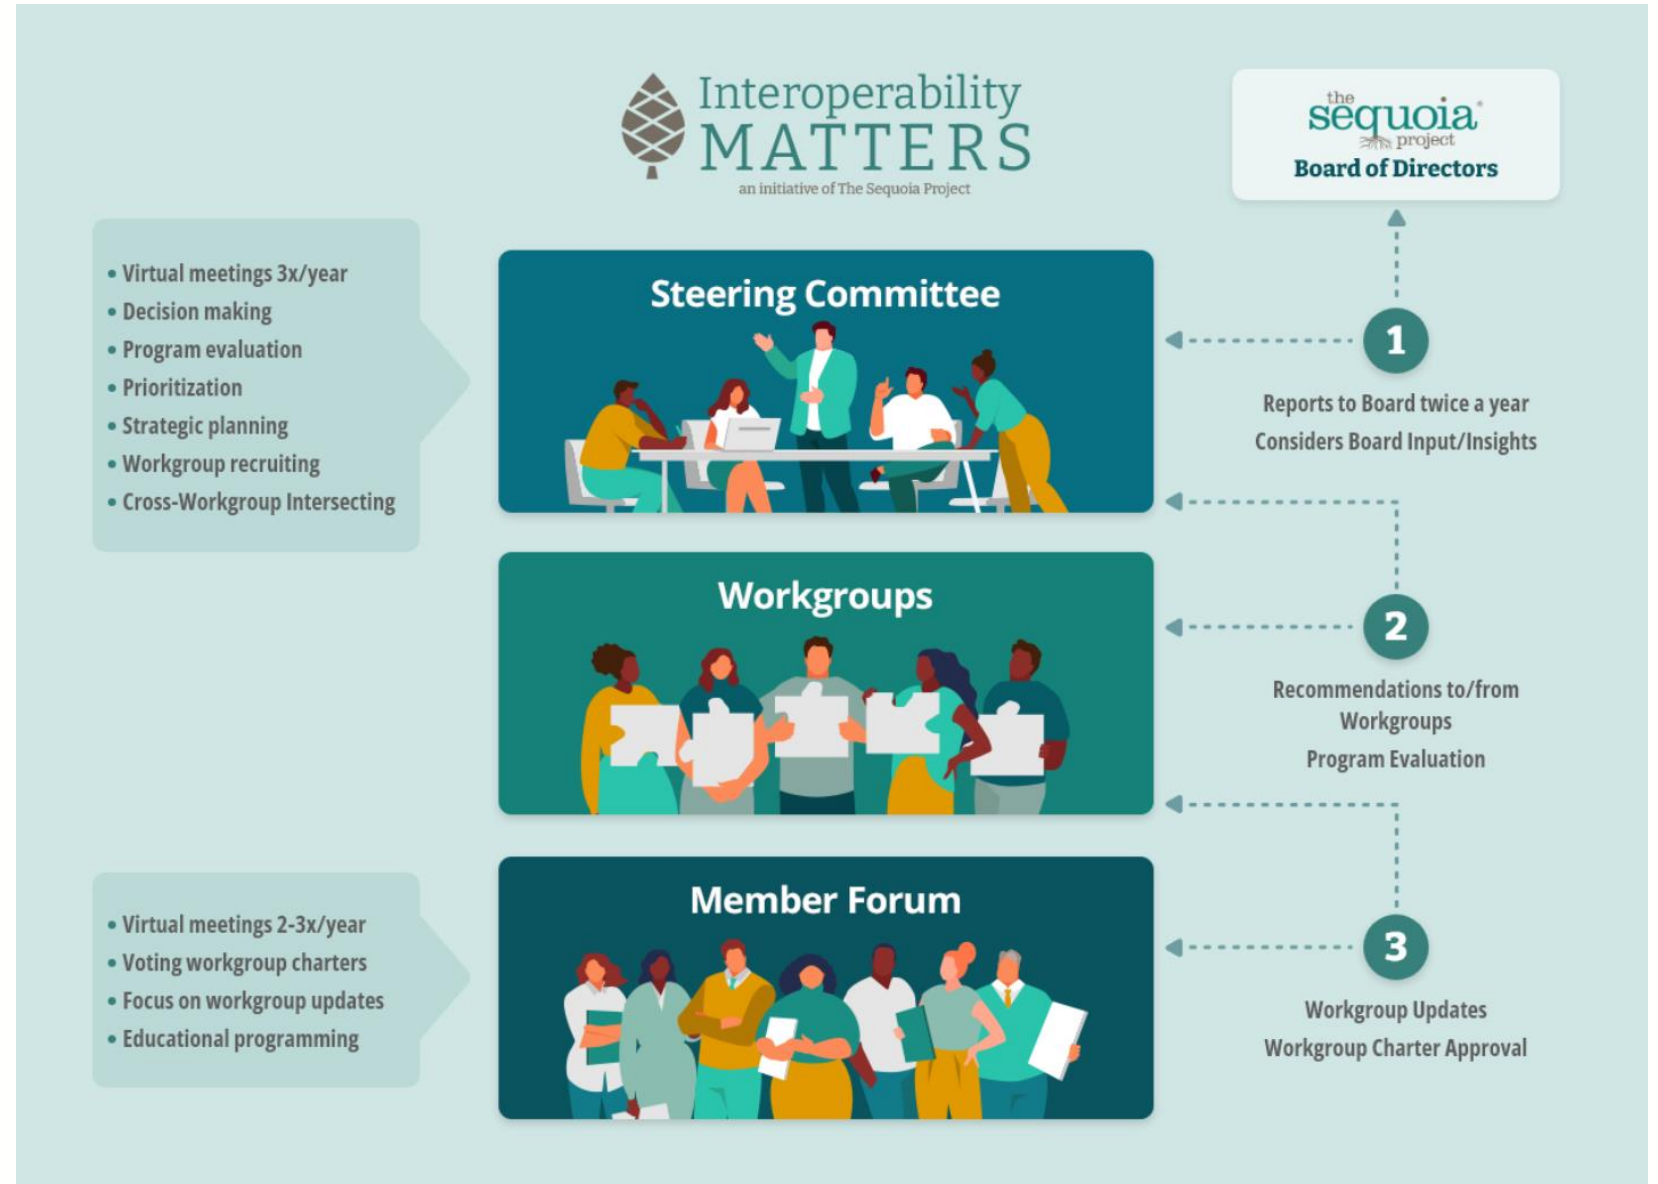 Interoperability
MATTERS
an initiative of The Sequoia Project
the
sequoia®
project
Board of Directors
• Virtual meetings 3x/year
• Decision making
• Program evaluation
• Prioritization
• Strategic planning
• Workgroup recruiting
• Cross-Workgroup Intersecting
Steering Committee
1
Reports to Board twice a year
Considers Board Input/Insights
Workgroups
2
Recommendations to/from
Workgroups
Program Evaluation
• Virtual meetings 2-3x/year
• Voting workgroup charters
• Focus on workgroup updates
• Educational programming
Member Forum
3
Workgroup Updates
Workgroup Charter Approval